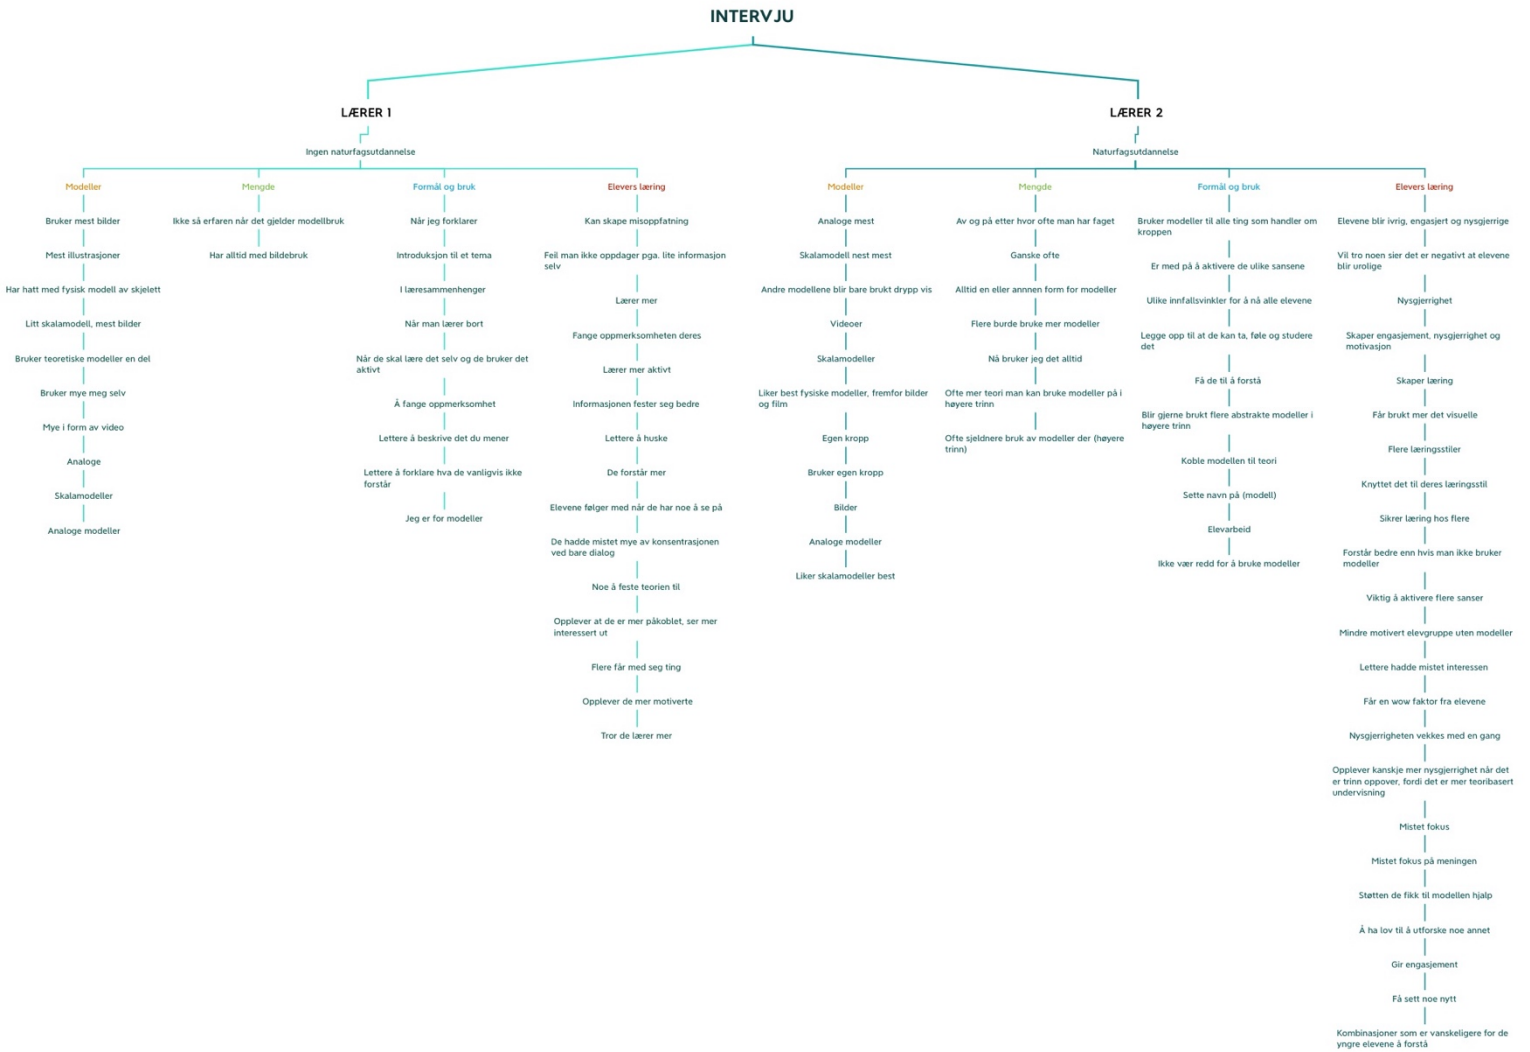 INTERVJU
LÆRER 1
Ingen naturfagsutdannelse
Modeller
Bruker mest bilder
Mest illustrasjoner
Har hatt med fysisk modell av skjelett
Litt skalamodell, mest bilder
Bruker teoretiske modeller en del
Bruker mye meg selv
Mye i form av video
Analoge
Skalamodeller
Analoge modeller
Mengde
Ikke så erfaren når det gjelder modellbruk
Har alltid med bildebruk
Formål og bruk
Når jeg forklarer
Introduksjon til et tema
I læresammenhenger
Når man lærer bort
Når de skal lære det selv og de bruker det
aktivt
Å fange oppmerksomhet
Lettere å beskrive det du mener
Lettere å forklare hva de vanligvis ikke
forstår
Jeg er for modeller
Elevers læring
Kan skape misoppfatning
Feil man ikke oppdager pga. lite informasjon
selv
Lærer mer
Fange oppmerksomheten deres
Lærer mer aktivt
Informasjonen fester seg bedre
Lettere å huske
De forstår mer
Elevene følger med når de har noe å se på
De hadde mistet mye av konsentrasjonen
ved bare dialog
Noe å feste teorien til
Opplever at de er mer påkoblet, ser mer
interessert ut
Flere får med seg ting
Opplever de mer motiverte
Tror de lærer mer
LÆRER 2
Naturfagsutdannelse
Modeller
Analoge mest
Skalamodell nest mest
Andre modellene blir bare brukt drypp vis
Videoer
Skalamodeller
Liker best fysiske modeller, fremfor bilder
og film
Egen kropp
Bruker egen kropp
Bilder
Analoge modeller
Liker skalamodeller best
Mengde
Av og på etter hvor ofte man har faget
Ganske ofte
Alltid en eller annnen form for modeller
Flere burde bruke mer modeller
Nå bruker jeg det alltid
Ofte mer teori man kan bruke modeller på i
høyere trinn
Ofte sjeldnere bruk av modeller der (høyere
trinn)
Formål og bruk
Bruker modeller til alle ting som handler om
kroppen
Er med på å aktivere de ulike sansene
Ulike innfallsvinkler for å nå alle elevene
Legge opp til at de kan ta, føle og studere
det
Få de til å forstå
Blir gjerne brukt flere abstrakte modeller i
høyere trinn
Koble modellen til teori
Sette navn på (modell)
Elevarbeid
Ikke vær redd for å bruke modeller
Elevers læring
Elevene blir ivrig, engasjert og nysgjerrige
Vil tro noen sier det er negativt at elevene
blir urolige
Nysgjerrighet
Skaper engasjement, nysgjerrighet og
motivasjon
Skaper læring
Får brukt mer det visuelle
Flere læringsstiler
Knyttet det til deres læringsstil
Sikrer læring hos flere
Forstår bedre enn hvis man ikke bruker
modeller
Viktig å aktivere flere sanser
Mindre motivert elevgruppe uten modeller
Lettere hadde mistet interessen
Får en wow faktor fra elevene
Nysgjerrigheten vekkes med en gang
Opplever kanskje mer nysgjerrighet når det
er trinn oppover, fordi det er mer teoribasert
undervisning
Mistet fokus
Mistet fokus på meningen
Støtten de fikk til modellen hjalp
Å ha lov til å utforske noe annet
Gir engasjement
Få sett noe nytt
Kombinasjoner som er vanskeligere for de
yngre elevene å forstå